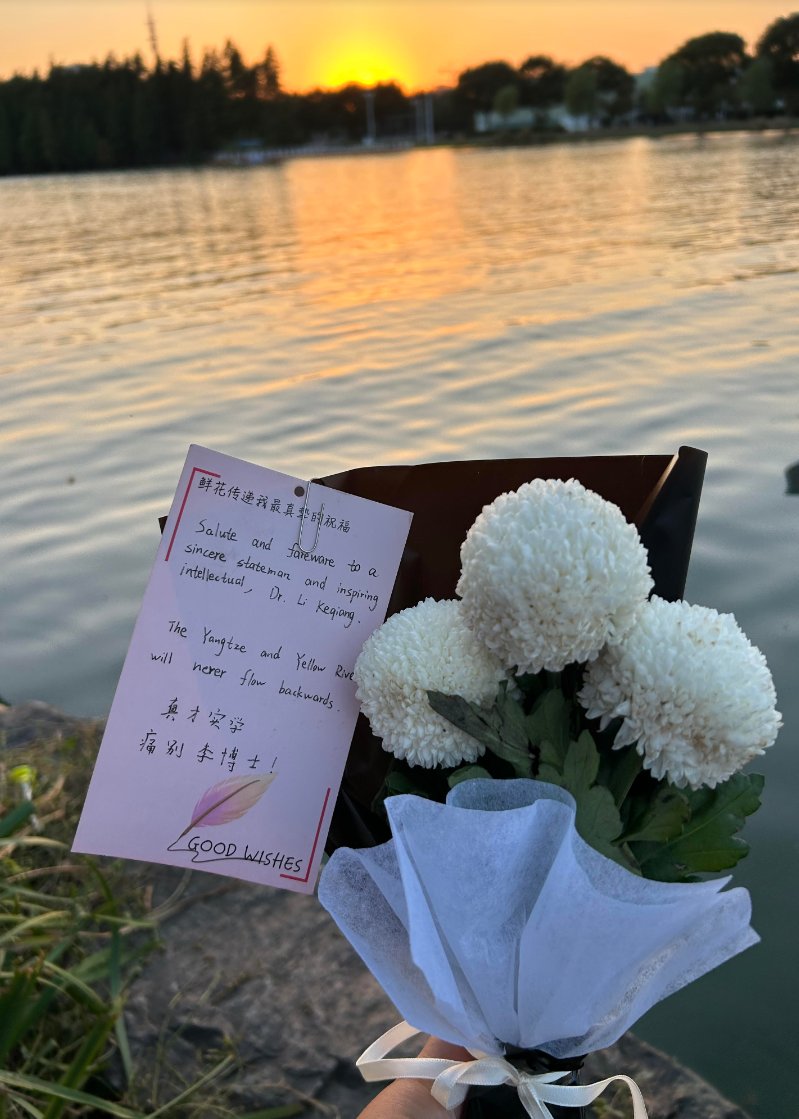 鲜花传递我最真挚的祝福
Salute and fareware to a
sincere stateman and inspiring
intellectual, Dr. Li Keqiang.
The Yangtze and Yellow Rive
will never flow backwards.
真才实学
痛别李博士!
GOOD WISHES